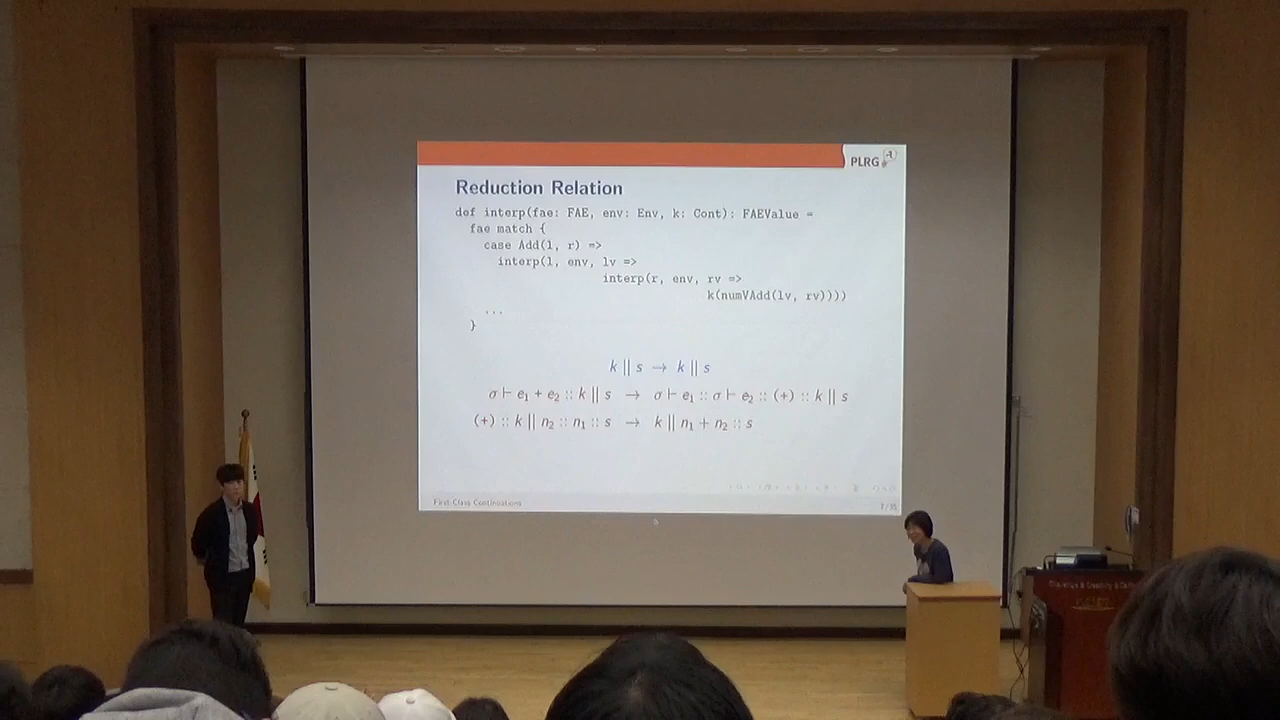 PLRG
Reduction Relation
def interp(fae: FAE, env: Env, k: Cont): FAEValue =
fae match {
case Add(l, r) =>
interp(l, env, lv =>
interp(r, env, rv =>
k(numVAdd(lv, rv))))
...
}
k || s → k || s
σ ⊢ e₁ + e₂ :: k || s → σ ⊢ e₁ :: σ ⊢ e₂ :: (+) :: k || s
(+) :: k || n₂ :: n₁ :: s → k || n₁ + n₂ :: s
First-Class Continuations